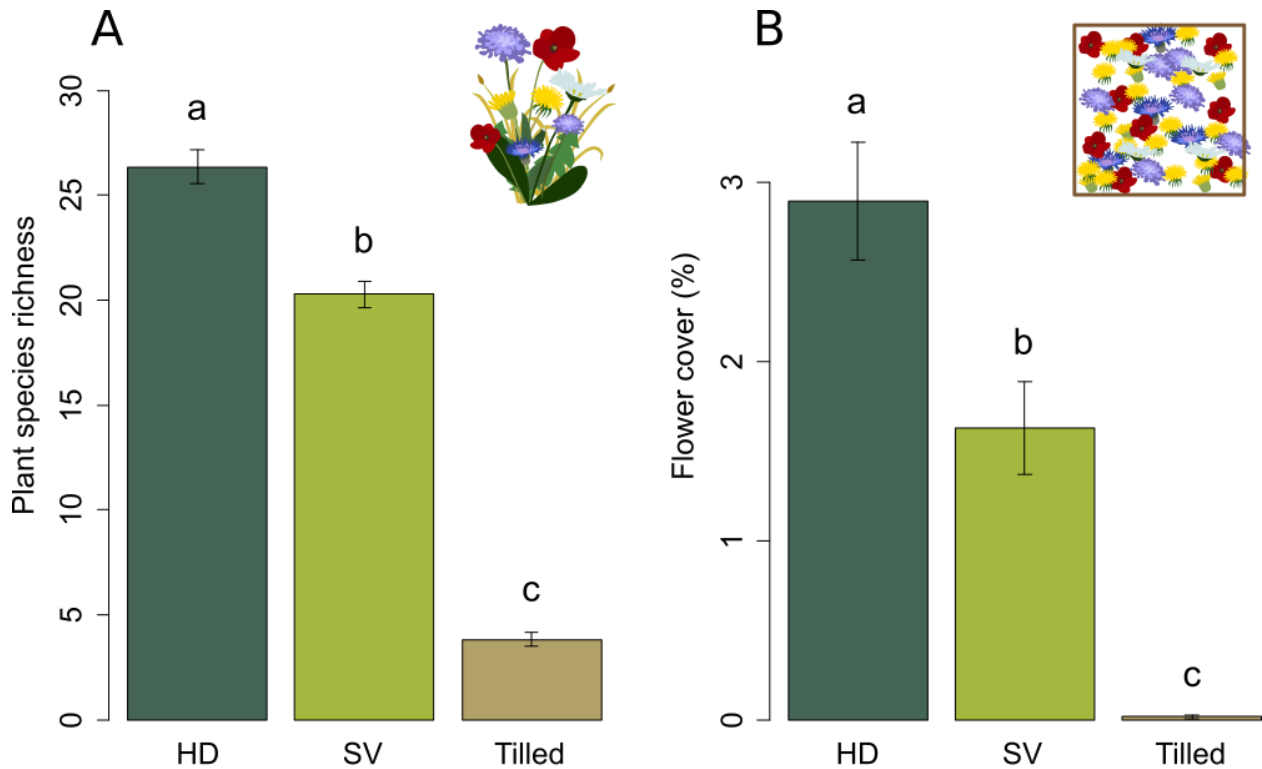 A
Plant species richness
30
25
20
15
10
5
0
a
b
c
HD SV Tilled
B
Flower cover (%)
3
2
1
0
a
b
c
HD SV Tilled